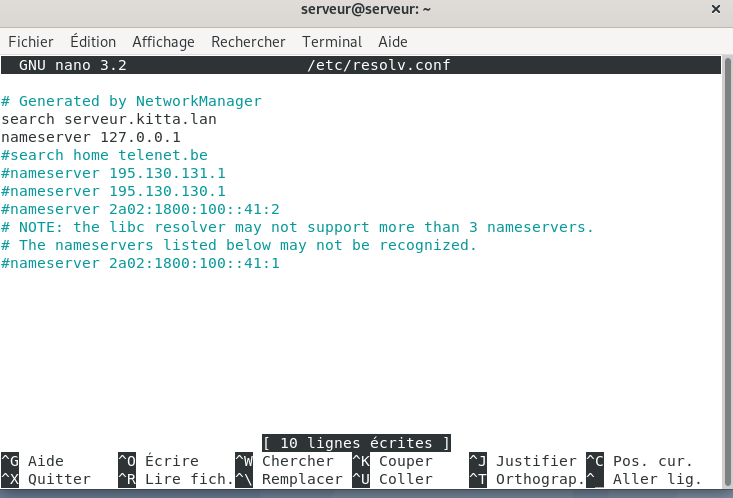 serveur@serveur: ~ ×
Fichier Édition Affichage Rechercher Terminal Aide
GNU nano 3.2 /etc/resolv.conf
# Generated by NetworkManager
search serveur.kitta.lan
nameserver 127.0.0.1
#search home telenet.be
#nameserver 195.130.131.1
#nameserver 195.130.130.1
#nameserver 2a02:1800:100::41:2
# NOTE: the libc resolver may not support more than 3 nameservers.
# The nameservers listed below may not be recognized.
#nameserver 2a02:1800:100::41:1
[ 10 lignes écrites ]
^G Aide ^O Écrire ^W Chercher ^K Couper ^J Justifier ^C Pos. cur.
^X Quitter ^R Lire fich. ^\ Remplacer ^U Coller ^T Orthograp. ^_ Aller lig.